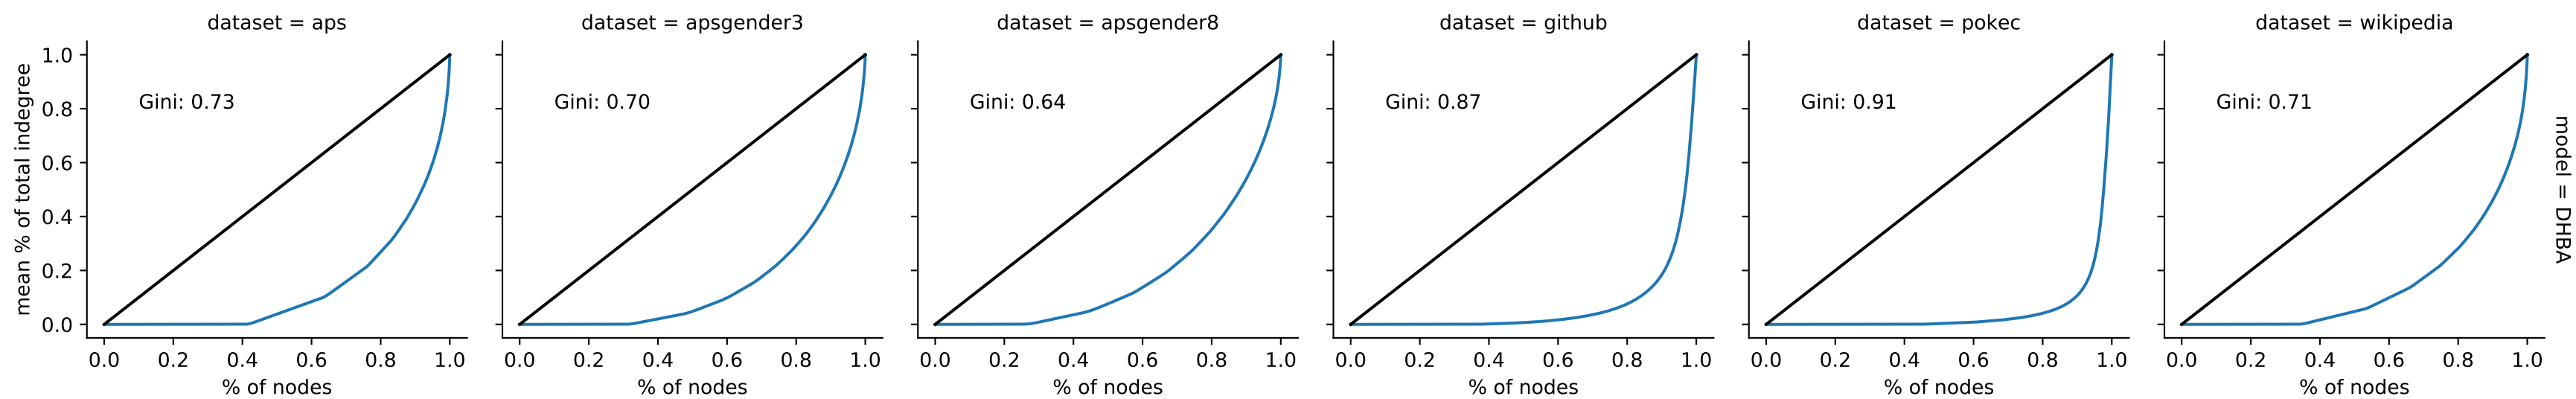 dataset = aps
dataset = apsgender3
dataset = apsgender8
dataset = github
dataset = pokec
dataset = wikipedia
mean % of total indegree
1.0
0.8
0.6
0.4
0.2
0.0
Gini: 0.73
Gini: 0.70
Gini: 0.64
Gini: 0.87
Gini: 0.91
Gini: 0.71
model = DHBA
0.0 0.2 0.4 0.6 0.8 1.0
0.0 0.2 0.4 0.6 0.8 1.0
0.0 0.2 0.4 0.6 0.8 1.0
0.0 0.2 0.4 0.6 0.8 1.0
0.0 0.2 0.4 0.6 0.8 1.0
0.0 0.2 0.4 0.6 0.8 1.0
% of nodes
% of nodes
% of nodes
% of nodes
% of nodes
% of nodes